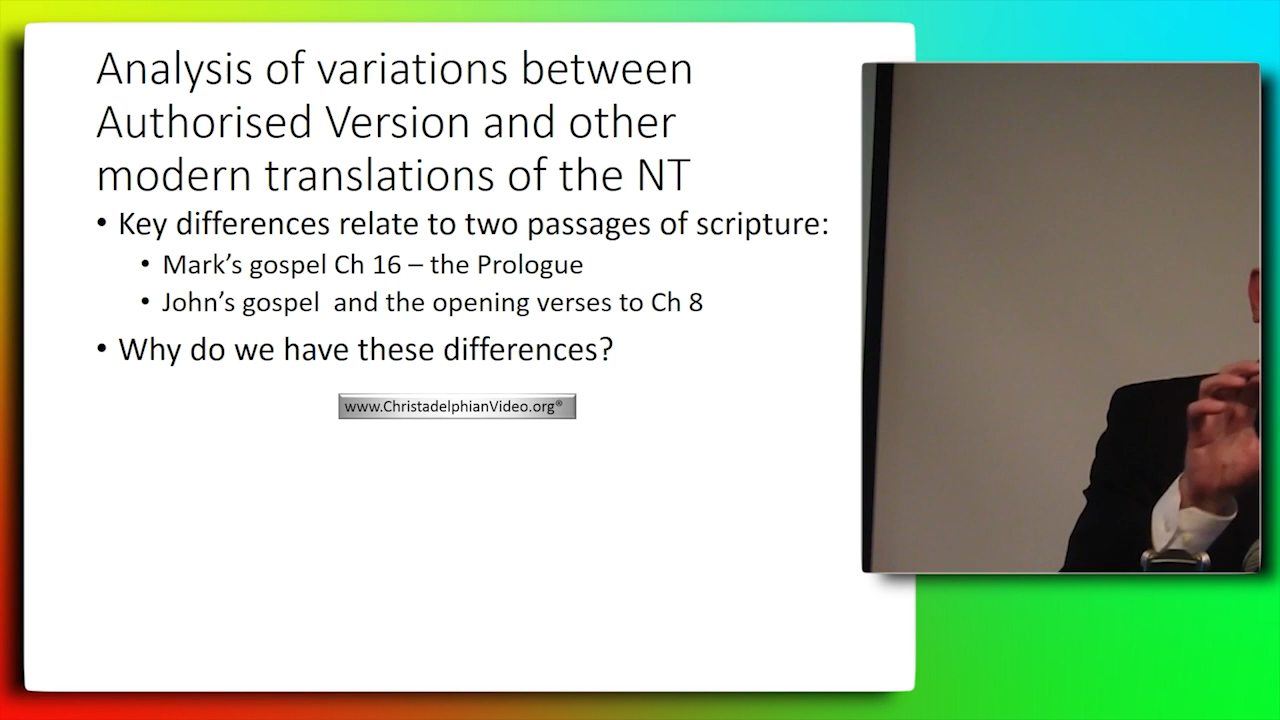 Analysis of variations between
Authorised Version and other
modern translations of the NT
• Key differences relate to two passages of scripture:
• Mark’s gospel Ch 16 – the Prologue
• John’s gospel  and the opening verses to Ch 8
• Why do we have these differences?
www.ChristadelphianVideo.org®